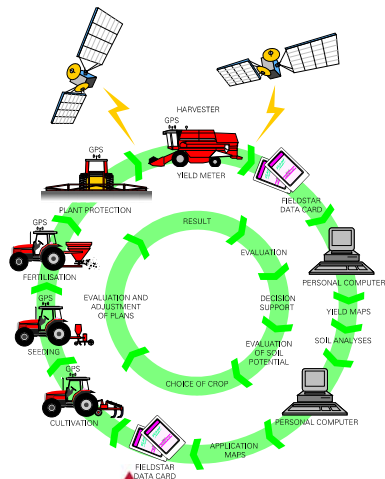 HARVESTER
GPS
YIELD METER
GPS
PLANT PROTECTION
FIELDSTAR
DATA CARD
GPS
FERTILISATION
RESULT
EVALUATION
PERSONAL COMPUTER
EVALUATION AND
ADJUSTMENT
OF PLANS
DECISION
SUPPORT
YIELD MAPS
GPS
SEEDING
EVALUATION
OF SOIL
POTENTIAL
SOIL ANALYSES
GPS
CHOICE OF CROP
CULTIVATION
PERSONAL COMPUTER
APPLICATION
MAPS
FIELDSTAR
DATA CARD